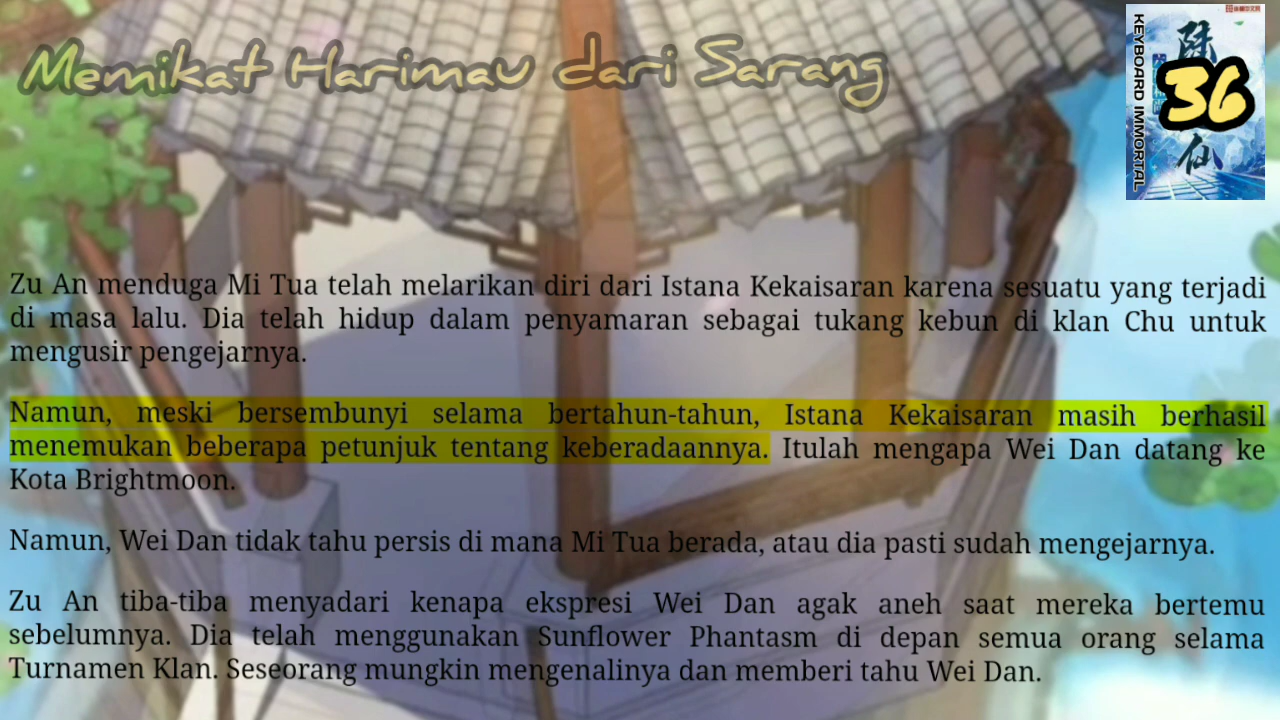 Memikat Harimau dari Sarang
KEYBOARD IMMORTAL
陆
36
仙
Zu An menduga Mi Tua telah melarikan diri dari Istana Kekaisaran karena sesuatu yang terjadi
di masa lalu. Dia telah hidup dalam penyamaran sebagai tukang kebun di klan Chu untuk
mengusir pengejarnya.
Namun, meski bersembunyi selama bertahun-tahun, Istana Kekaisaran masih berhasil
menemukan beberapa petunjuk tentang keberadaannya. Itulah mengapa Wei Dan datang ke
Kota Brightmoon.
Namun, Wei Dan tidak tahu persis di mana Mi Tua berada, atau dia pasti sudah mengejarnya.
Zu An tiba-tiba menyadari kenapa ekspresi Wei Dan agak aneh saat mereka bertemu
sebelumnya. Dia telah menggunakan Sunflower Phantasm di depan semua orang selama
Turnamen Klan. Seseorang mungkin mengenalinya dan memberi tahu Wei Dan.